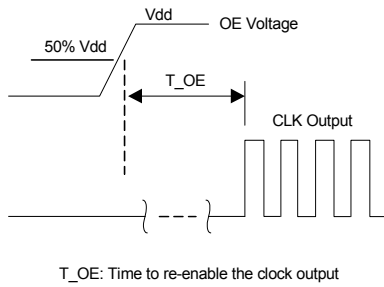 Vdd
OE Voltage
50% Vdd
T_OE
CLK Output
T_OE: Time to re-enable the clock output